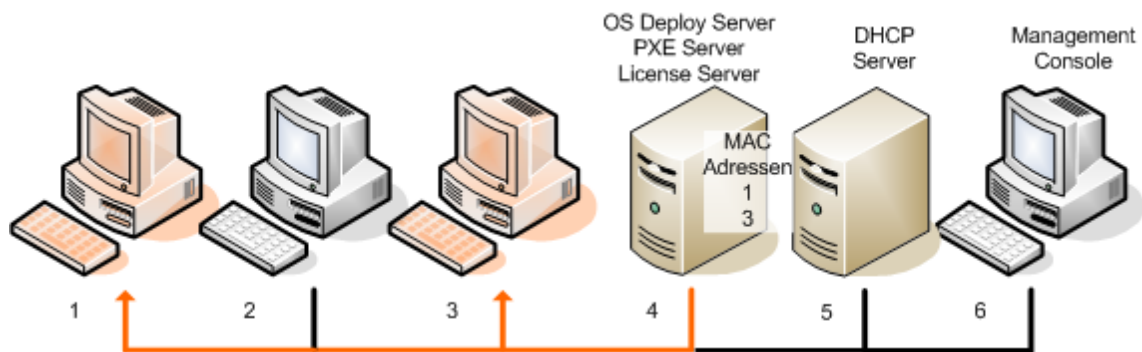 OS Deploy Server
PXE Server
License Server
DHCP
Server
Management
Console
MAC
Adressen
1
3
1
2
3
4
5
6